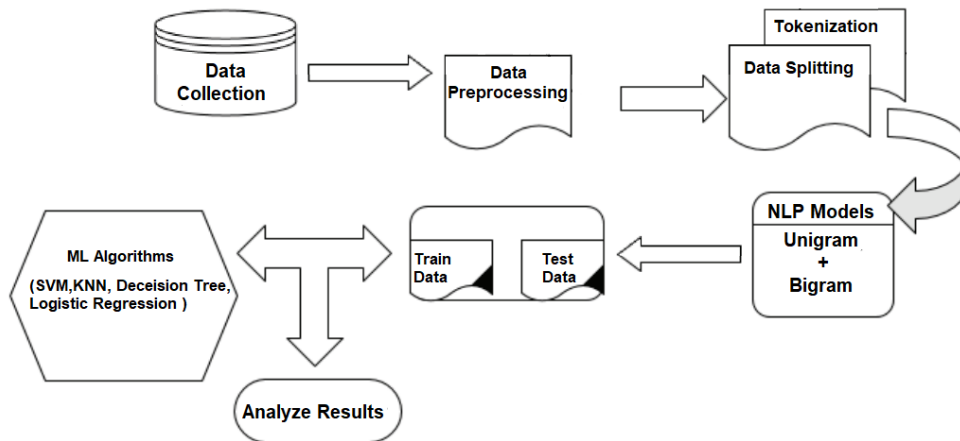 Data
Collection
Data
Preprocessing
Tokenization
Data Splitting
NLP Models
Unigram
+
Bigram
Train
Data
Test
Data
ML Algorithms
(SVM,KNN, Deceision Tree,
Logistic Regression )
Analyze Results